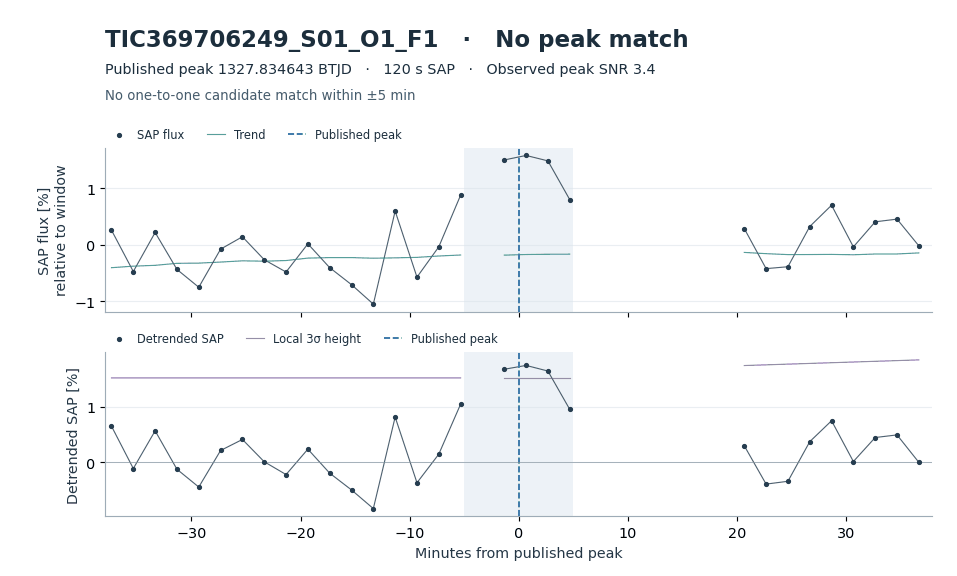 TIC369706249_S01_O1_F1 · No peak match
Published peak 1327.834643 BTJD · 120 s SAP · Observed peak SNR 3.4
No one-to-one candidate match within ±5 min
SAP flux Trend Published peak
SAP flux [%]
relative to window
1
0
−1
Detrended SAP Local 3σ height Published peak
Detrended SAP [%]
1
0
−30 −20 −10 0 10 20 30
Minutes from published peak